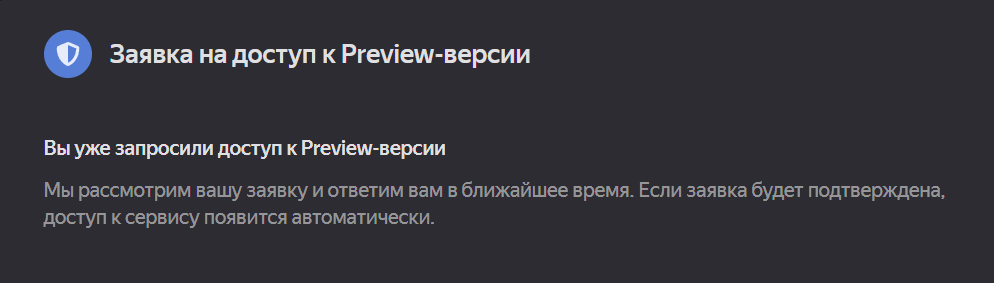 Заявка на доступ к Preview-версии
Вы уже запросили доступ к Preview-версии
Мы рассмотрим вашу заявку и ответим вам в ближайшее время. Если заявка будет подтверждена,
доступ к сервису появится автоматически.